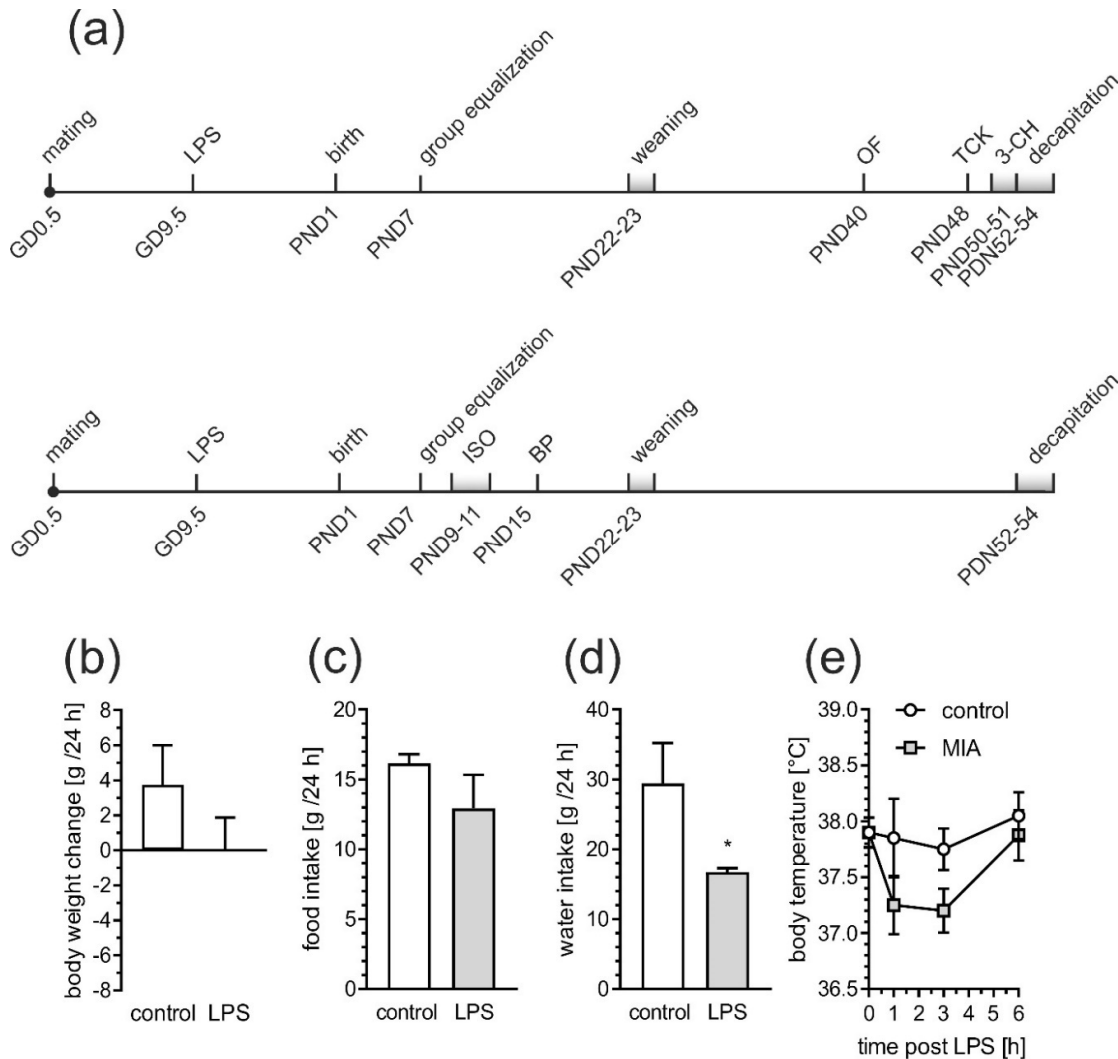 (a)
mating
LPS
birth
group equalization
weaning
OF
TCK
3-CH
decapitation
GD0.5
GD9.5
PND1
PND7
PND22-23
PND40
PND48
PND50-51
PDN52-54
mating
LPS
birth
group equalization
ISO
BP
weaning
decapitation
GD0.5
GD9.5
PND1
PND7
PND9-11
PND15
PND22-23
PDN52-54
(b)
body weight change [g /24 h]
8
6
4
2
0
-2
-4
-6
-8
control LPS
(c)
food intake [g /24 h]
20
15
10
5
0
control LPS
(d)
water intake [g /24 h]
40
30
20
10
0
*
control LPS
(e)
control
MIA
body temperature [°C]
39.0
38.5
38.0
37.5
37.0
36.5
0 1 2 3 4 5 6
time post LPS [h]